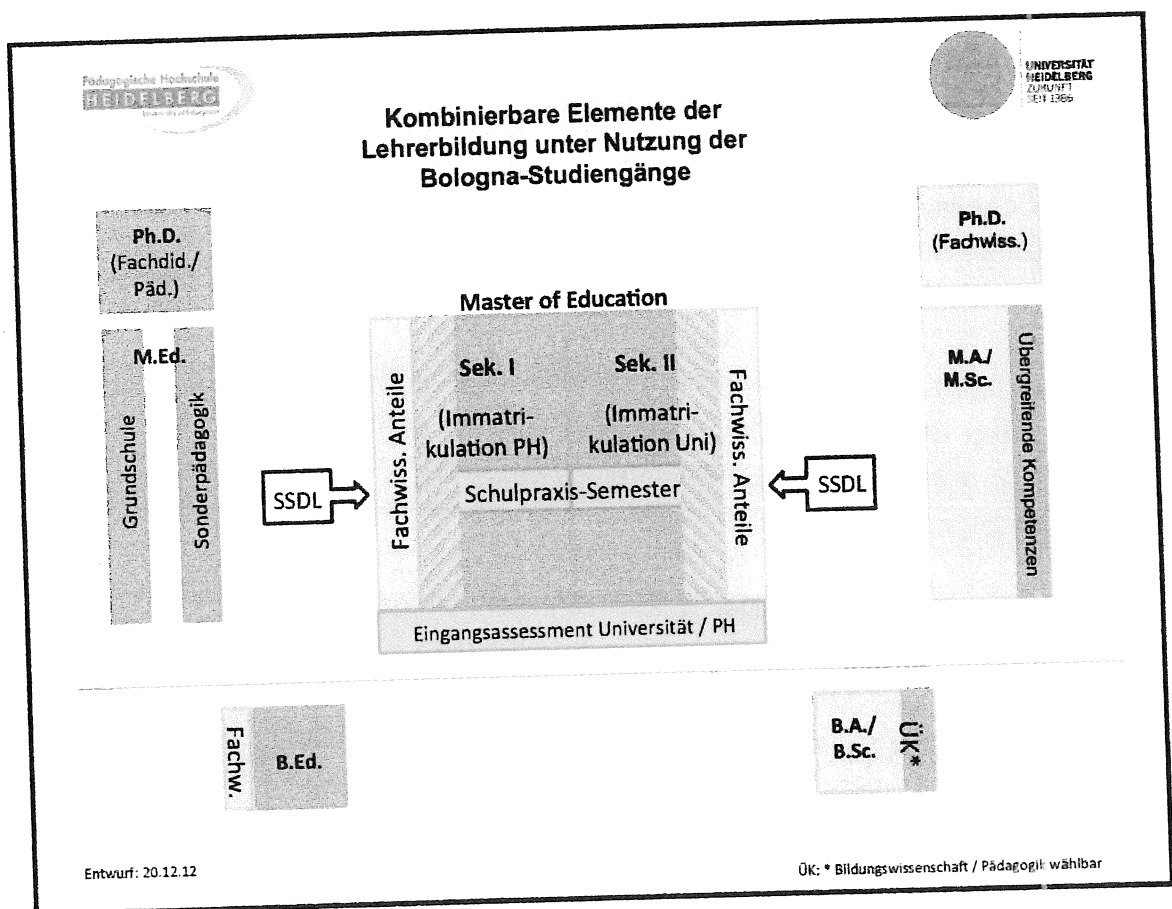 Pädagogische Hochschule
HEIDELBERG
University of Education
UNIVERSITÄT
HEIDELBERG
ZUKUNFT
SEIT 1386
Kombinierbare Elemente der
Lehrerbildung unter Nutzung der
Bologna-Studiengänge
Ph.D.
(Fachdid./
Päd.)
Ph.D.
(Fachwiss.)
Master of Education
M.Ed.
Grundschule
Sonderpädagogik
SSDL
Fachwiss. Anteile
Sek. I
(Immatri-
kulation PH)
Sek. II
(Immatri-
kulation Uni)
Schulpraxis-Semester
Fachwiss. Anteile
SSDL
M.A./
M.Sc.
Übergreifende Kompetenzen
Eingangsassessment Universität / PH
Fachw.
B.Ed.
B.A./
B.Sc.
ÜK*
Entwurf: 20.12.12
ÜK: * Bildungswissenschaft / Pädagogik wählbar